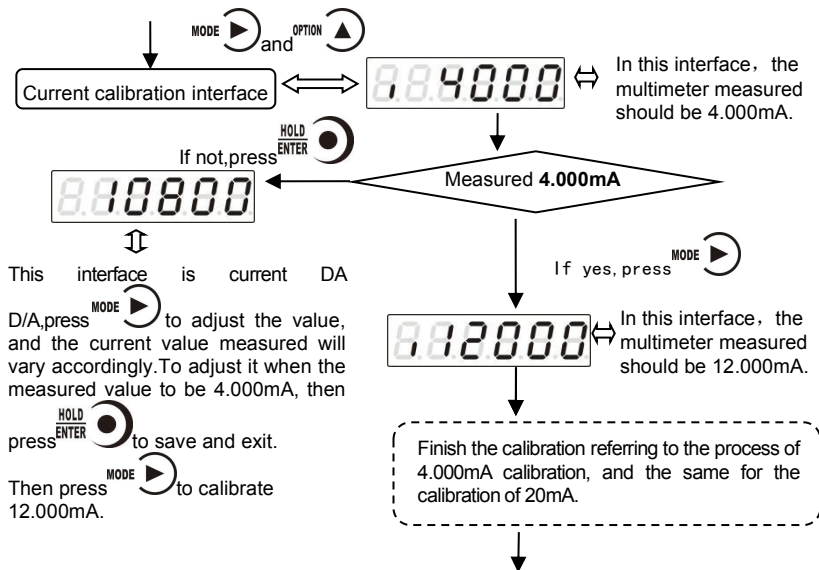 MODE and OPTION
Current calibration interface
i 4000
In this interface，the
multimeter measured
should be 4.000mA.
If not,press HOLD
ENTER
Measured 4.000mA
10800
If yes,press MODE
This interface is current DA
D/A,press MODE to adjust the value,
and the current value measured will
vary accordingly.To adjust it when the
measured value to be 4.000mA, then
press HOLD
ENTER to save and exit.
Then press MODE to calibrate
12.000mA.
i12000
In this interface，the
multimeter measured
should be 12.000mA.
Finish the calibration referring to the process of
4.000mA calibration, and the same for the
calibration of 20mA.